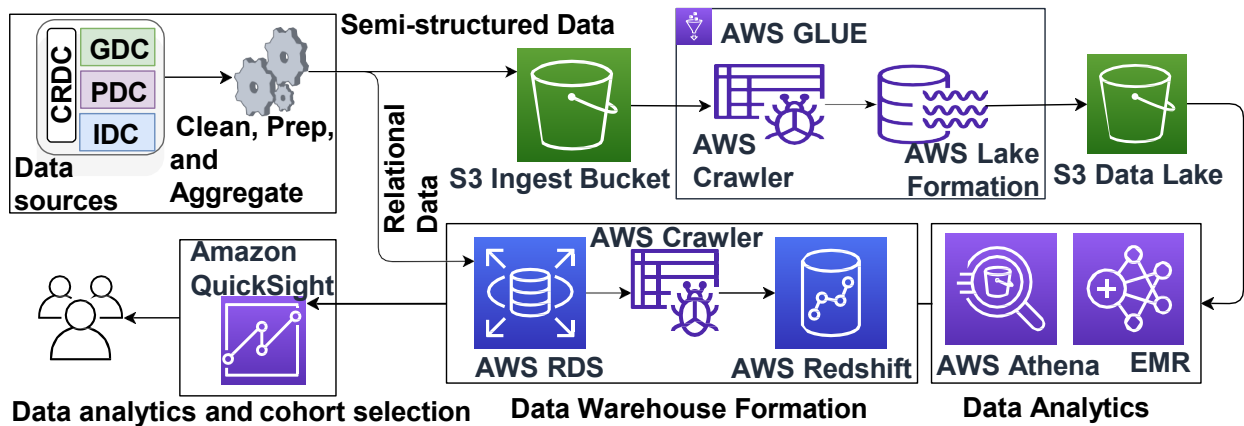 CRDC
GDC
PDC
IDC
Data
sources
Clean, Prep,
and
Aggregate
Semi-structured Data
Relational
Data
S3 Ingest Bucket
AWS GLUE
AWS
Crawler
AWS Lake
Formation
S3 Data Lake
Amazon
QuickSight
AWS RDS
AWS Crawler
AWS Redshift
AWS Athena
EMR
Data analytics and cohort selection
Data Warehouse Formation
Data Analytics